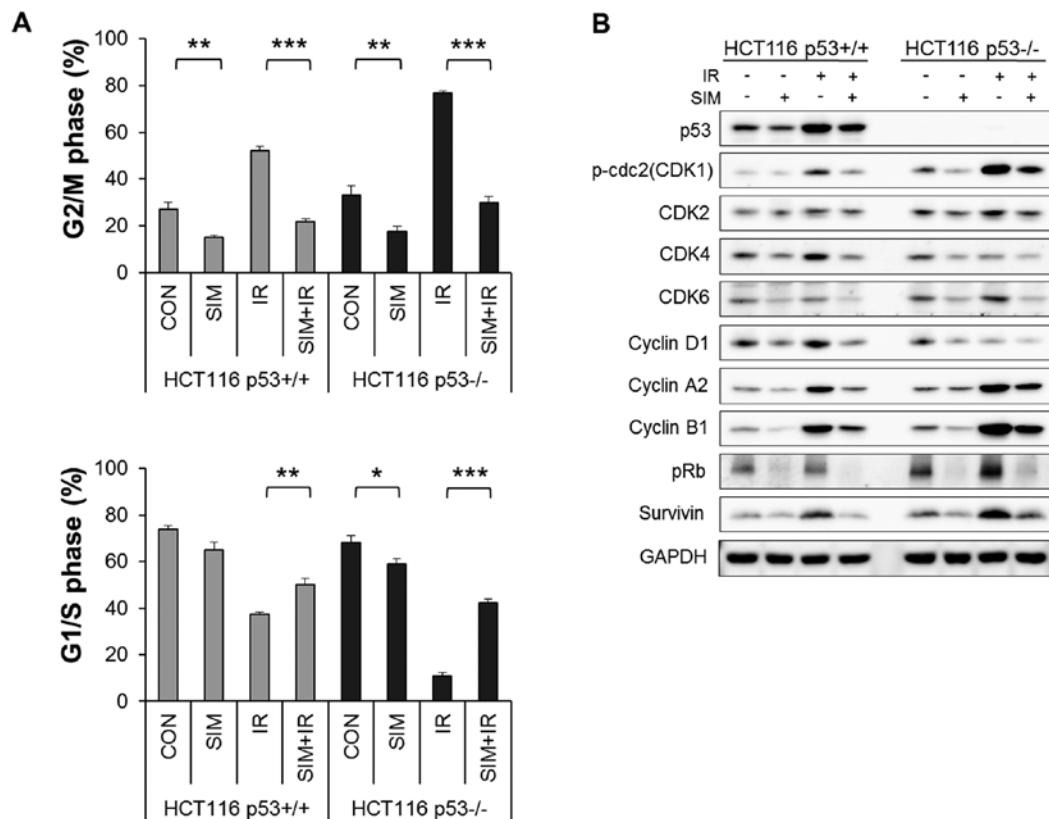 A
G2/M phase (%)
100
80
60
40
20
0
** *** ** ***
CON SIM IR SIM+IR CON SIM IR SIM+IR
HCT116 p53+/+ HCT116 p53-/-
G1/S phase (%)
100
80
60
40
20
0
** * ***
CON SIM IR SIM+IR CON SIM IR SIM+IR
HCT116 p53+/+ HCT116 p53-/-
B
HCT116 p53+/+ HCT116 p53-/-
IR - - + + - - + +
SIM - + - + - + - +
p53
p-cdc2(CDK1)
CDK2
CDK4
CDK6
Cyclin D1
Cyclin A2
Cyclin B1
pRb
Survivin
GAPDH